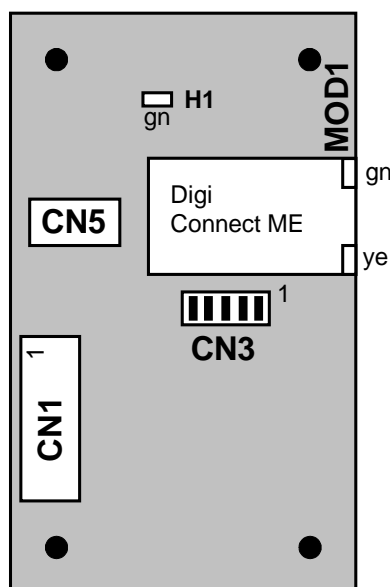 H1
gn
MOD1
gn
Digi
Connect ME
CN5
ye
1
CN3
1
CN1